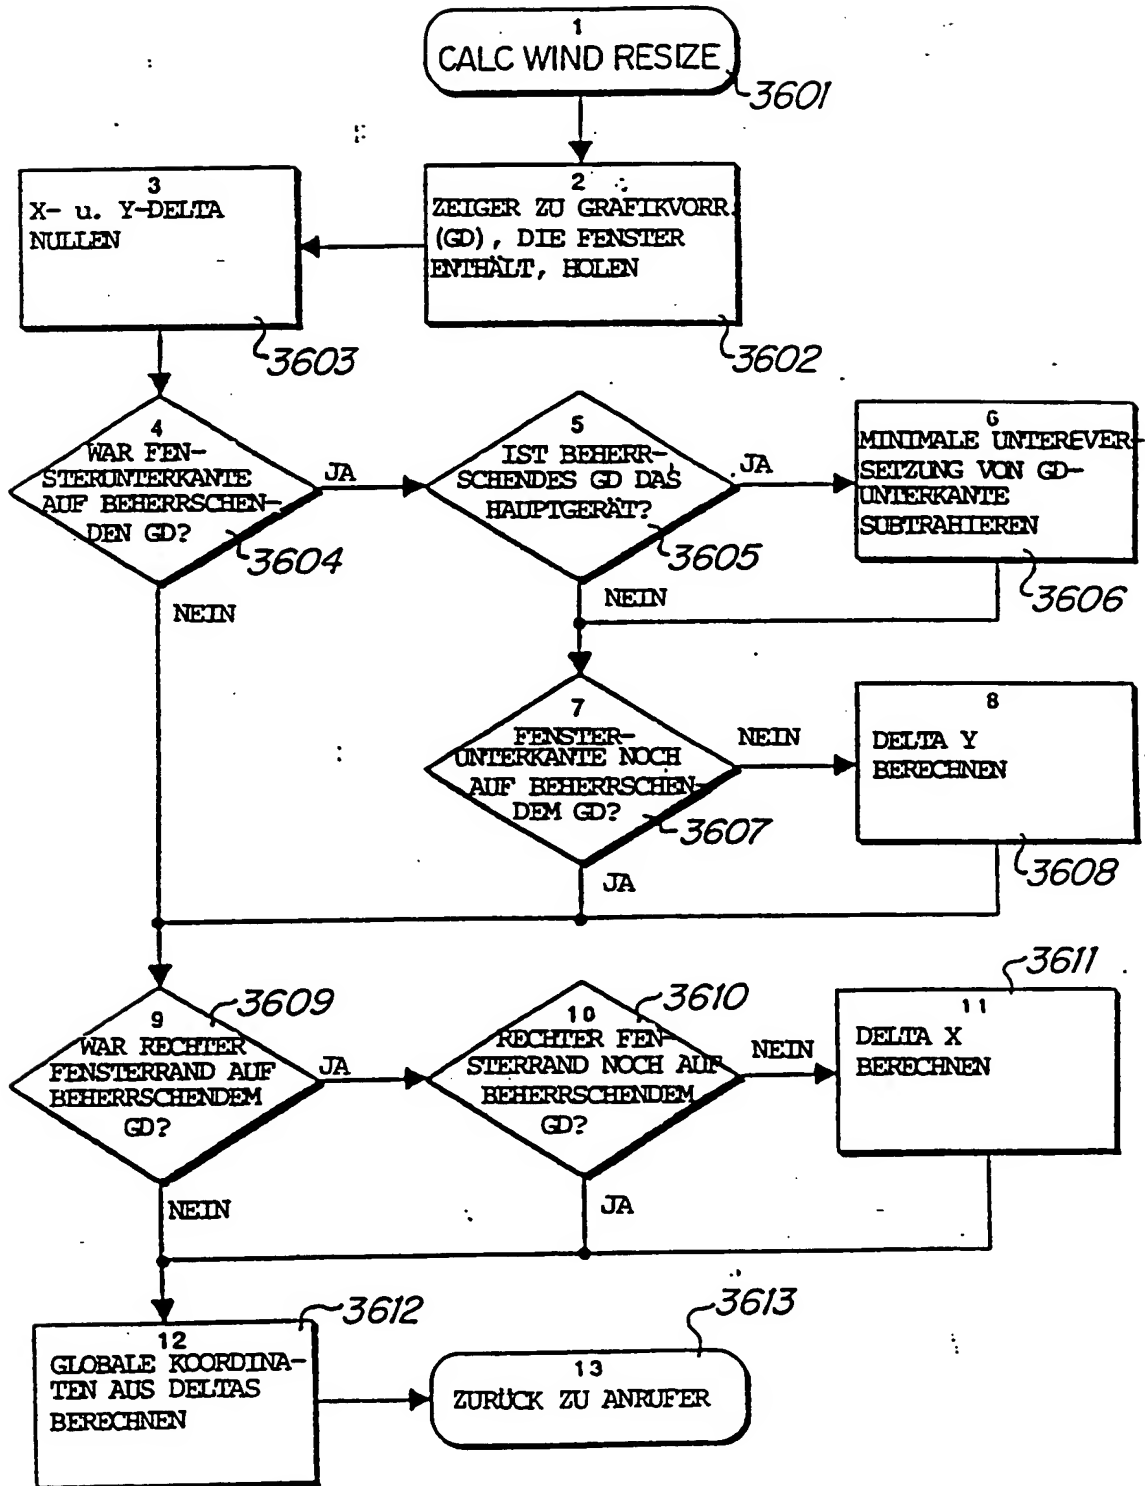 1
CALC WIND RESIZE
3601
2
ZEIGER ZU GRAFIKVORR.
(GD), DIE FENSTER
ENTHÄLT, HOLEN
3602
3
X- u. Y-DELTA
NULLEN
3603
4
WAR FEN-
STERUNTERKANTE
AUF BEHERRSCHEN-
DEN GD?
3604
JA
NEIN
5
IST BEHERR-
SCHENDES GD DAS
HAUPTGERÄT?
3605
JA
NEIN
6
MINIMALE UNTEREVER-
SETZUNG VON GD-
UNTERKANTE
SUBTRAHIEREN
3606
7
FENSTER-
UNTERKANTE NOCH
AUF BEHERRSCHEN-
DEM GD?
3607
NEIN
JA
8
DELTA Y
BERECHNEN
3608
9
WAR RECHTER
FENSTERRAND AUF
BEHERRSCHENDEM
GD?
3609
JA
NEIN
10
RECHTER FEN-
STERRAND NOCH AUF
BEHERRSCHENDEM
GD?
3610
NEIN
JA
11
DELTA X
BERECHNEN
3611
12
GLOBALE KOORDINA-
TEN AUS DELTAS
BERECHNEN
3612
13
ZURÜCK ZU ANRUFER
3613